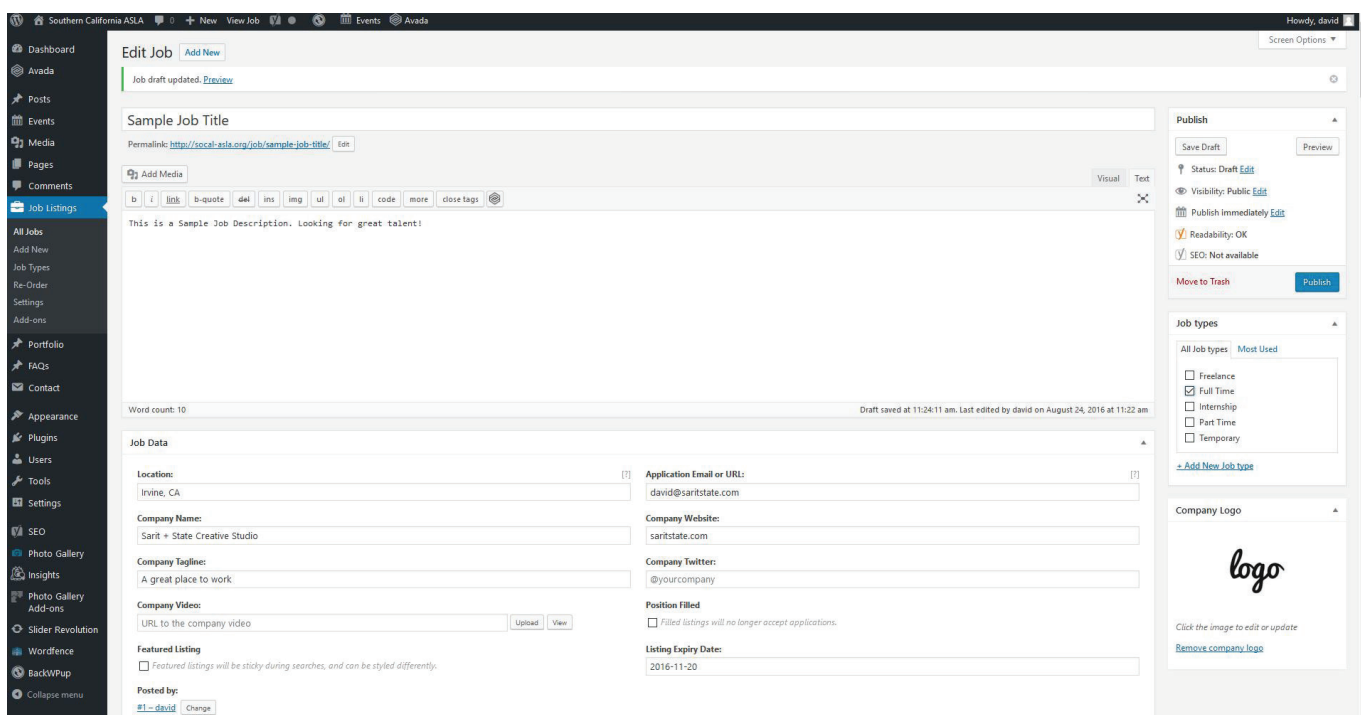 Southern California ASLA 0 + New View Job Events Avada Howdy, david
Screen Options ▼
Dashboard
Avada
Posts
Events
Media
Pages
Comments
Job Listings
All Jobs
Add New
Job Types
Re-Order
Settings
Add-ons
Portfolio
FAQs
Contact
Appearance
Plugins
Users
Tools
Settings
SEO
Photo Gallery
Insights
Photo Gallery
Add-ons
Slider Revolution
Wordfence
BackWPup
Collapse menu
Edit Job Add New
Job draft updated. Preview
Sample Job Title
Permalink: http://socal-asla.org/job/sample-job-title/ Edit
Add Media
Visual Text
b i link b-quote del ins img ul ol li code more close tags
This is a Sample Job Description. Looking for great talent!
Word count: 10 Draft saved at 11:24:11 am. Last edited by david on August 24, 2016 at 11:22 am
Job Data
Location: [?] Application Email or URL: [?]
Irvine, CA david@saritstate.com
Company Name: Company Website:
Sarit + State Creative Studio saritstate.com
Company Tagline: Company Twitter:
A great place to work @yourcompany
Company Video: Position Filled
URL to the company video Upload View Filled listings will no longer accept applications.
Featured Listing Listing Expiry Date:
Featured listings will be sticky during searches, and can be styled differently. 2016-11-20
Posted by:
#1 – david Change
Publish
Save Draft Preview
Status: Draft Edit
Visibility: Public Edit
Publish immediately Edit
Readability: OK
SEO: Not available
Move to Trash Publish
Job types
All Job types Most Used
Freelance
Full Time
Internship
Part Time
Temporary
+ Add New Job type
Company Logo
logo
Click the image to edit or update
Remove company logo